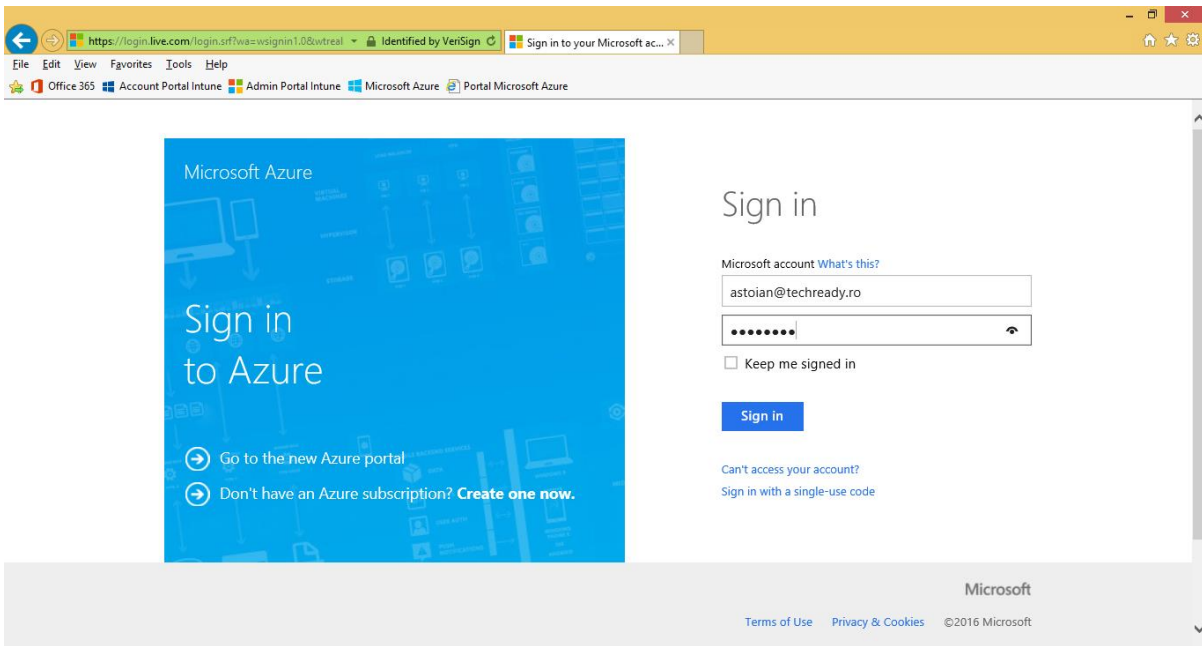 https://login.live.com/login.srf?wa=wsignin1.0&wtreal Identified by VeriSign Sign in to your Microsoft ac...
File Edit View Favorites Tools Help
Office 365 Account Portal Intune Admin Portal Intune Microsoft Azure Portal Microsoft Azure
Microsoft Azure
Sign in
to Azure
Go to the new Azure portal
Don't have an Azure subscription? Create one now.
Sign in
Microsoft account What's this?
astoian@techready.ro
••••••••
Keep me signed in
Sign in
Can't access your account?
Sign in with a single-use code
Microsoft
Terms of Use Privacy & Cookies ©2016 Microsoft